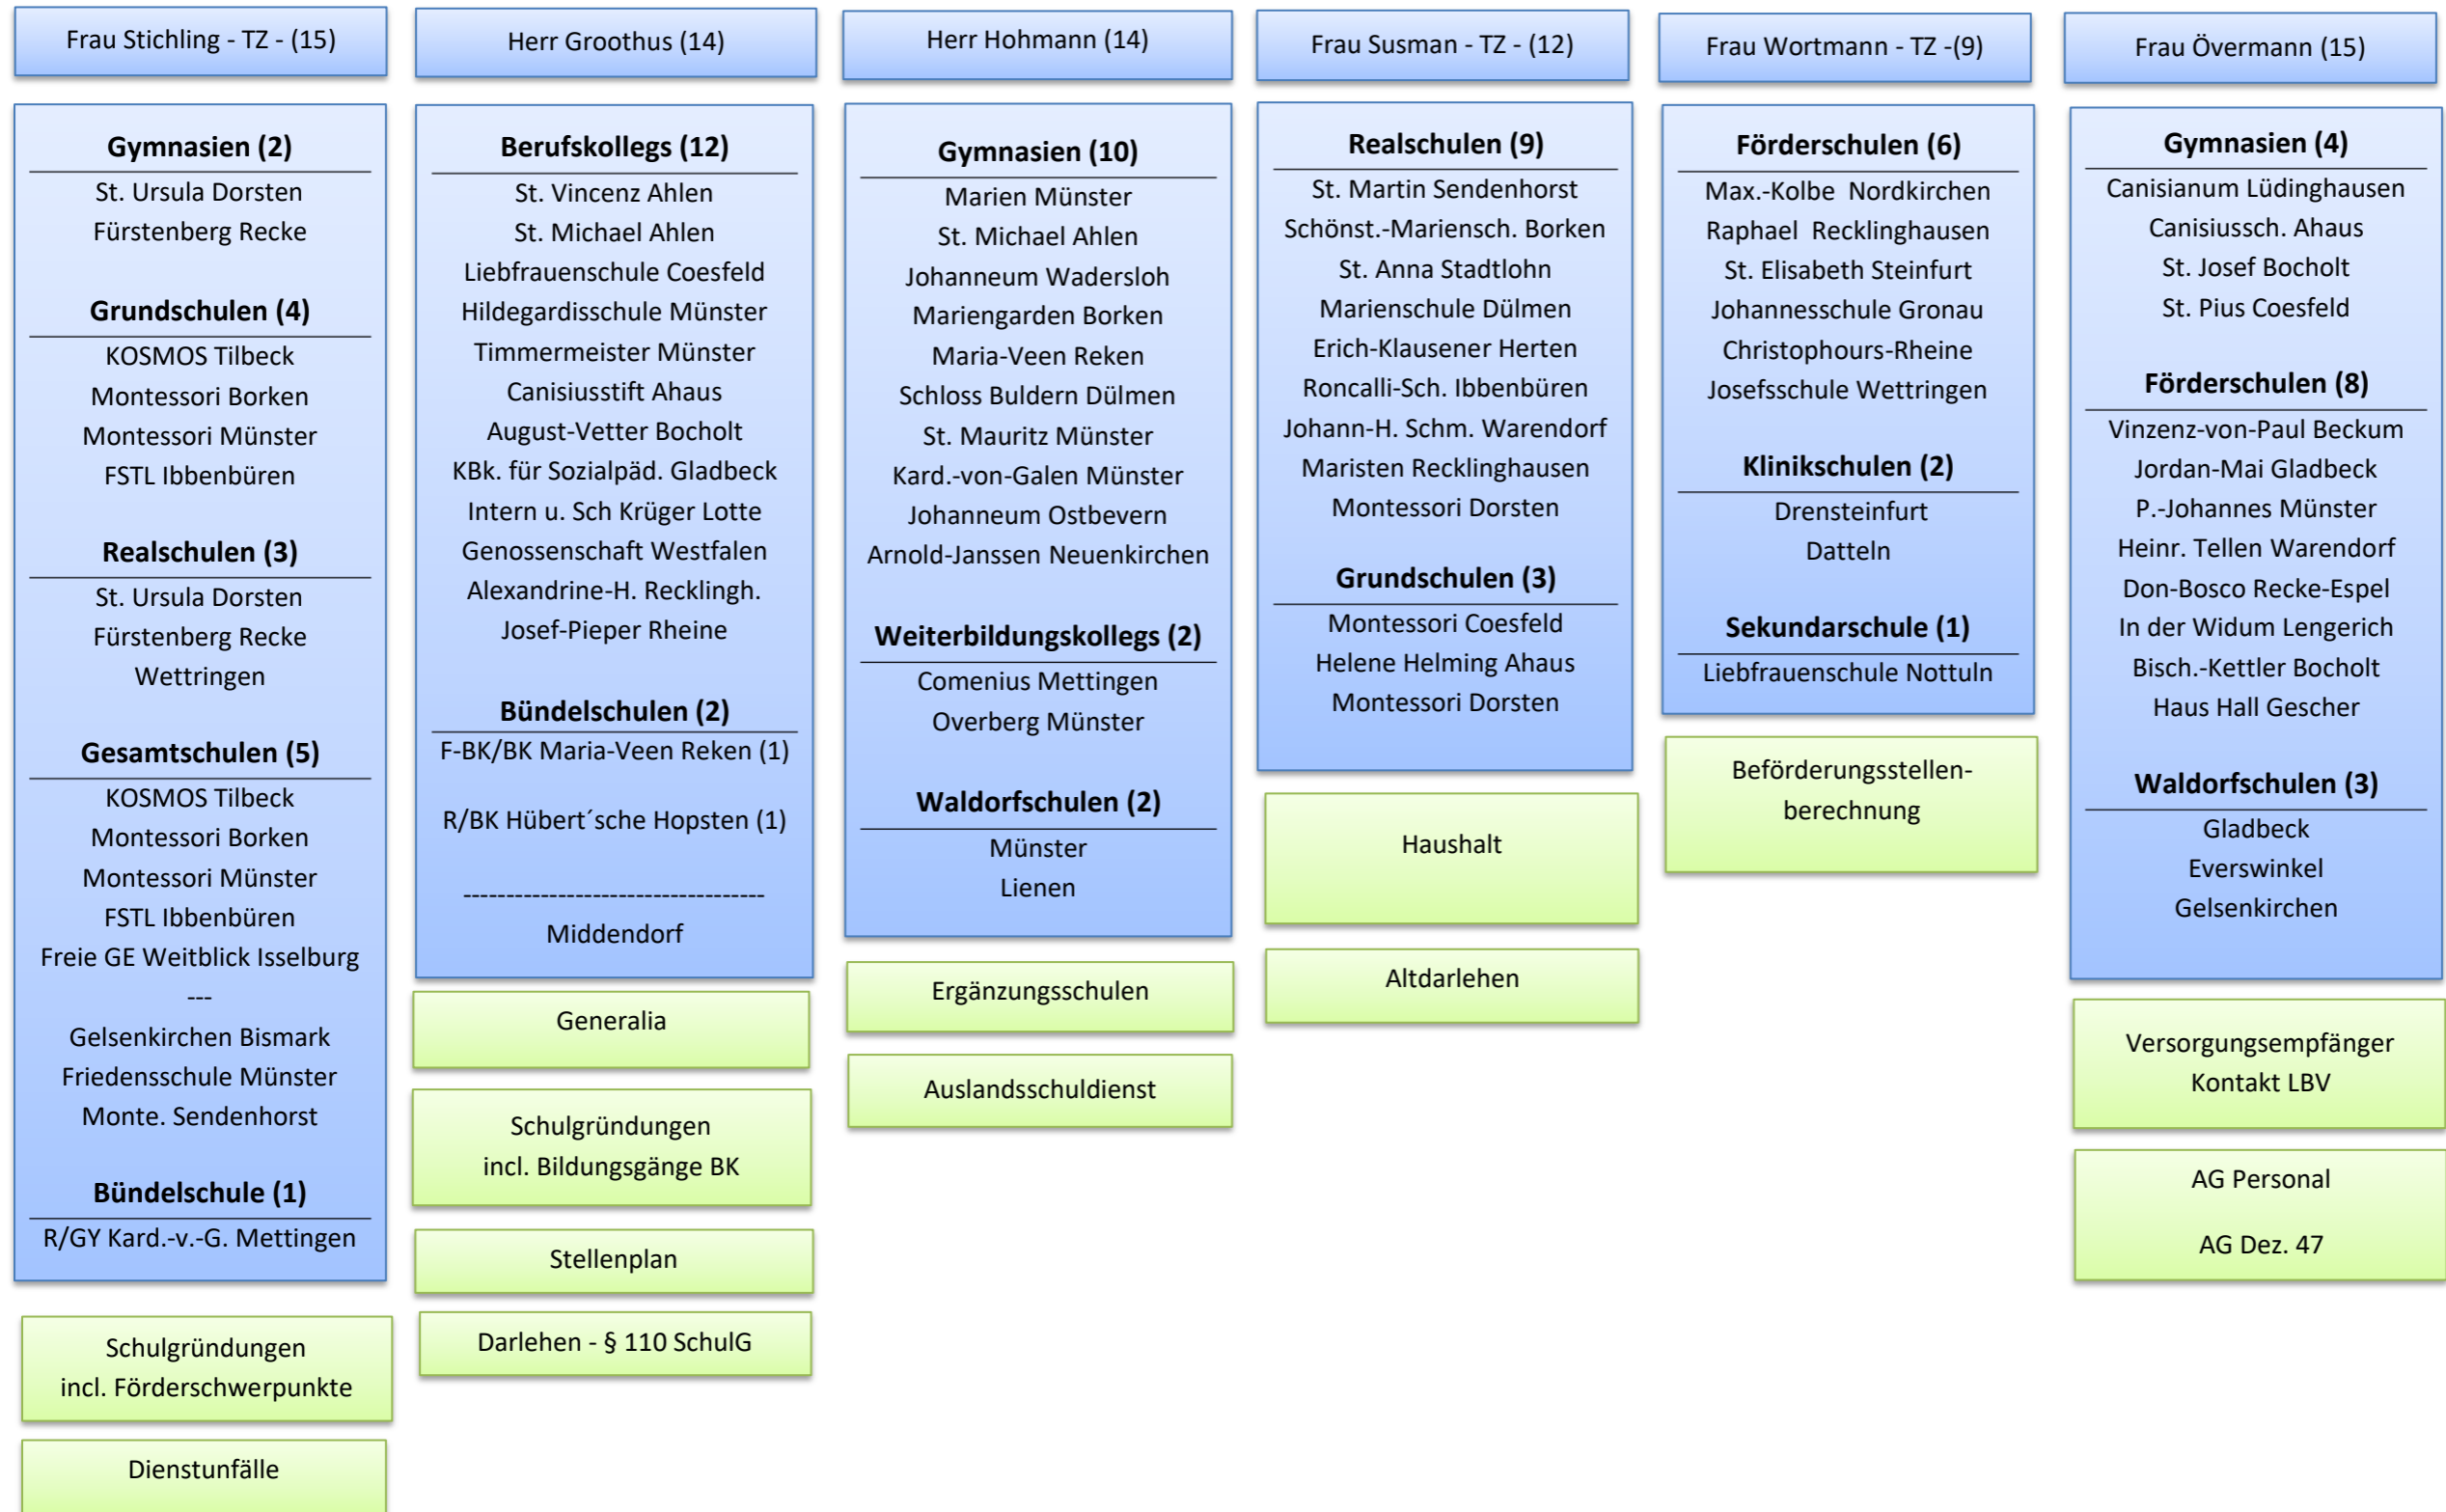 Frau Stichling - TZ - (15)
Gymnasien (2)
St. Ursula Dorsten
Fürstenberg Recke
Grundschulen (4)
KOSMOS Tilbeck
Montessori Borken
Montessori Münster
FSTL Ibbenbüren
Realschulen (3)
St. Ursula Dorsten
Fürstenberg Recke
Wettringen
Gesamtschulen (5)
KOSMOS Tilbeck
Montessori Borken
Montessori Münster
FSTL Ibbenbüren
Freie GE Weitblick Isselburg
---
Gelsenkirchen Bismark
Friedensschule Münster
Monte. Sendenhorst
Bündelschule (1)
R/GY Kard.-v.-G. Mettingen
Schulgründungen
incl. Förderschwerpunkte
Dienstunfälle
Herr Groothus (14)
Berufskollegs (12)
St. Vincenz Ahlen
St. Michael Ahlen
Liebfrauenschule Coesfeld
Hildegardisschule Münster
Timmermeister Münster
Canisiusstift Ahaus
August-Vetter Bocholt
KBk. für Sozialpäd. Gladbeck
Intern u. Sch Krüger Lotte
Genossenschaft Westfalen
Alexandrine-H. Recklingh.
Josef-Pieper Rheine
Bündelschulen (2)
F-BK/BK Maria-Veen Reken (1)
R/BK Hübert´sche Hopsten (1)
-----------------------------------
Middendorf
Generalia
Schulgründungen
incl. Bildungsgänge BK
Stellenplan
Darlehen - § 110 SchulG
Herr Hohmann (14)
Gymnasien (10)
Marien Münster
St. Michael Ahlen
Johanneum Wadersloh
Mariengarden Borken
Maria-Veen Reken
Schloss Buldern Dülmen
St. Mauritz Münster
Kard.-von-Galen Münster
Johanneum Ostbevern
Arnold-Janssen Neuenkirchen
Weiterbildungskollegs (2)
Comenius Mettingen
Overberg Münster
Waldorfschulen (2)
Münster
Lienen
Ergänzungsschulen
Auslandsschuldienst
Frau Susman - TZ - (12)
Realschulen (9)
St. Martin Sendenhorst
Schönst.-Mariensch. Borken
St. Anna Stadtlohn
Marienschule Dülmen
Erich-Klausener Herten
Roncalli-Sch. Ibbenbüren
Johann-H. Schm. Warendorf
Maristen Recklinghausen
Montessori Dorsten
Grundschulen (3)
Montessori Coesfeld
Helene Helming Ahaus
Montessori Dorsten
Haushalt
Altdarlehen
Frau Wortmann - TZ -(9)
Förderschulen (6)
Max.-Kolbe  Nordkirchen
Raphael  Recklinghausen
St. Elisabeth Steinfurt
Johannesschule Gronau
Christophours-Rheine
Josefsschule Wettringen
Klinikschulen (2)
Drensteinfurt
Datteln
Sekundarschule (1)
Liebfrauenschule Nottuln
Beförderungsstellen-
berechnung
Frau Övermann (15)
Gymnasien (4)
Canisianum Lüdinghausen
Canisiussch. Ahaus
St. Josef Bocholt
St. Pius Coesfeld
Förderschulen (8)
Vinzenz-von-Paul Beckum
Jordan-Mai Gladbeck
P.-Johannes Münster
Heinr. Tellen Warendorf
Don-Bosco Recke-Espel
In der Widum Lengerich
Bisch.-Kettler Bocholt
Haus Hall Gescher
Waldorfschulen (3)
Gladbeck
Everswinkel
Gelsenkirchen
Versorgungsempfänger
Kontakt LBV
AG Personal
AG Dez. 47